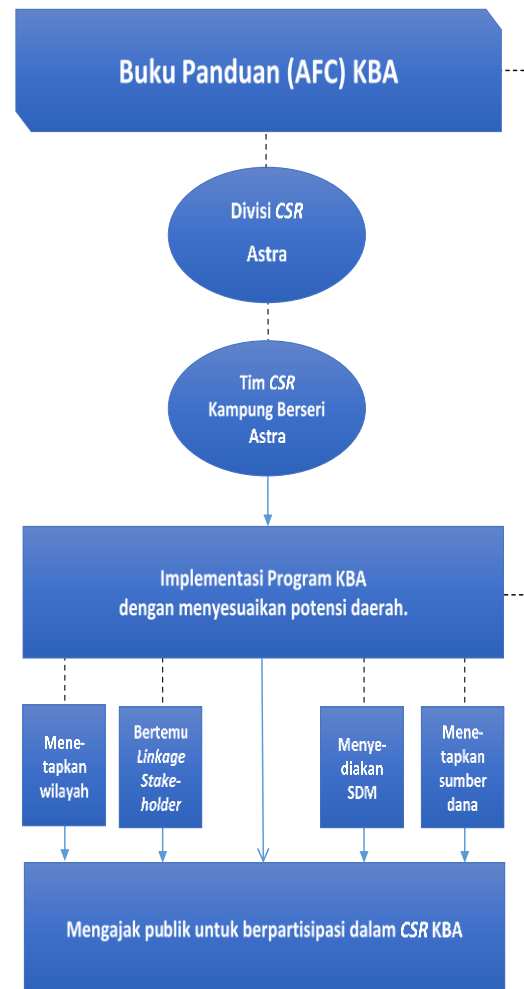 Buku Panduan (AFC) KBA
Divisi CSR
Astra
Tim CSR
Kampung Berseri
Astra
Implementasi Program KBA
dengan menyesuaikan potensi daerah.
Mene-
tapkan
wilayah
Bertemu
Linkage
Stake-
holder
Menye-
diakan
SDM
Mene-
tapkan
sumber
dana
Mengajak publik untuk berpartisipasi dalam CSR KBA